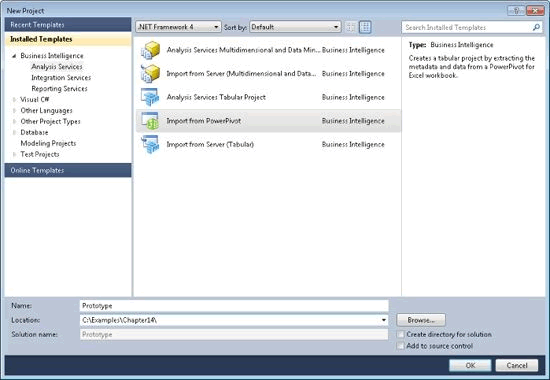 New Project
Recent Templates
.NET Framework 4
Sort by: Default
Search Installed Templates
Installed Templates
Business Intelligence
Analysis Services
Integration Services
Reporting Services
Visual C#
Other Languages
Other Project Types
Database
Modeling Projects
Test Projects
Online Templates
Analysis Services Multidimensional and Data Min... Business Intelligence
Import from Server (Multidimensional and Data... Business Intelligence
Analysis Services Tabular Project Business Intelligence
Import from PowerPivot Business Intelligence
Import from Server (Tabular) Business Intelligence
Type: Business Intelligence
Creates a tabular project by extracting the
metadata and data from a PowerPivot for
Excel workbook.
Name: Prototype
Location: C:\Examples\Chapter14\
Browse...
Solution name: Prototype
Create directory for solution
Add to source control
OK Cancel